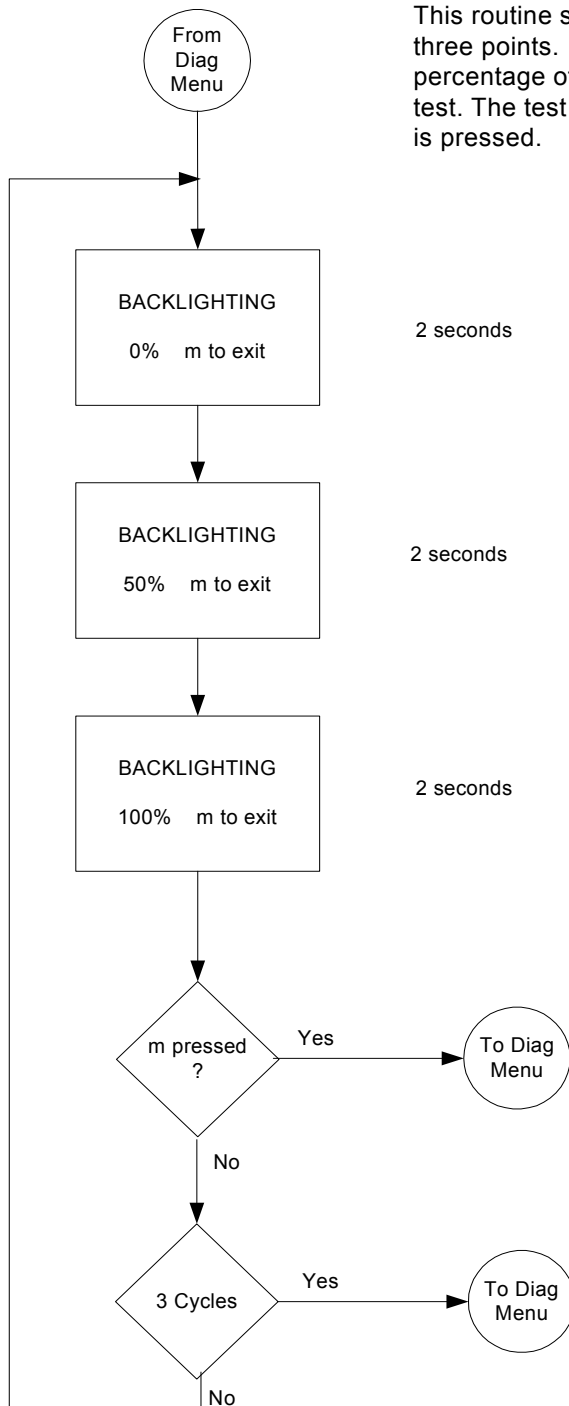 From
Diag
Menu
This routine
three points.
percentage
test. The test
is pressed.
BACKLIGHTING
0% m to exit
2 seconds
BACKLIGHTING
50% m to exit
2 seconds
BACKLIGHTING
100% m to exit
2 seconds
m pressed
?
Yes
To Diag
Menu
No
3 Cycles
Yes
To Diag
Menu
No